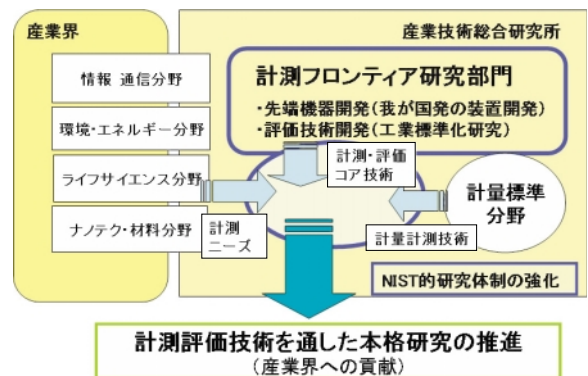 産業界
産業技術総合研究所
情報 通信分野
環境・エネルギー分野
ライフサイエンス分野
ナノテク・材料分野
計測フロンティア研究部門
・先端機器開発(我が国発の装置開発)
・評価技術開発(工業標準化研究)
計測・評価
コア技術
計測
ニーズ
計量計測技術
計量標準
分野
NIST的研究体制の強化
計測評価技術を通した本格研究の推進
(産業界への貢献)